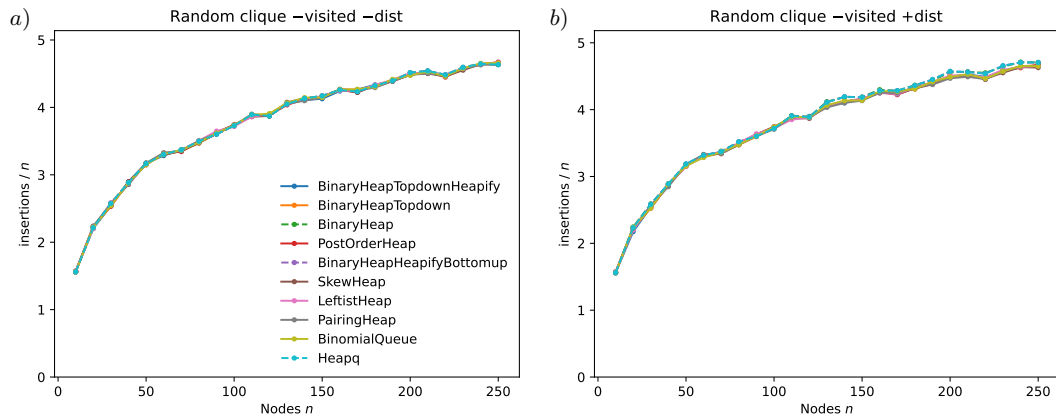 a)
Random clique −visited −dist
5
4
3
2
1
0
insertions / n
0 50 100 150 200 250
Nodes n
BinaryHeapTopdownHeapify
BinaryHeapTopdown
BinaryHeap
PostOrderHeap
BinaryHeapHeapifyBottomup
SkewHeap
LeftistHeap
PairingHeap
BinomialQueue
Heapq
b)
Random clique −visited +dist
5
4
3
2
1
0
insertions / n
0 50 100 150 200 250
Nodes n